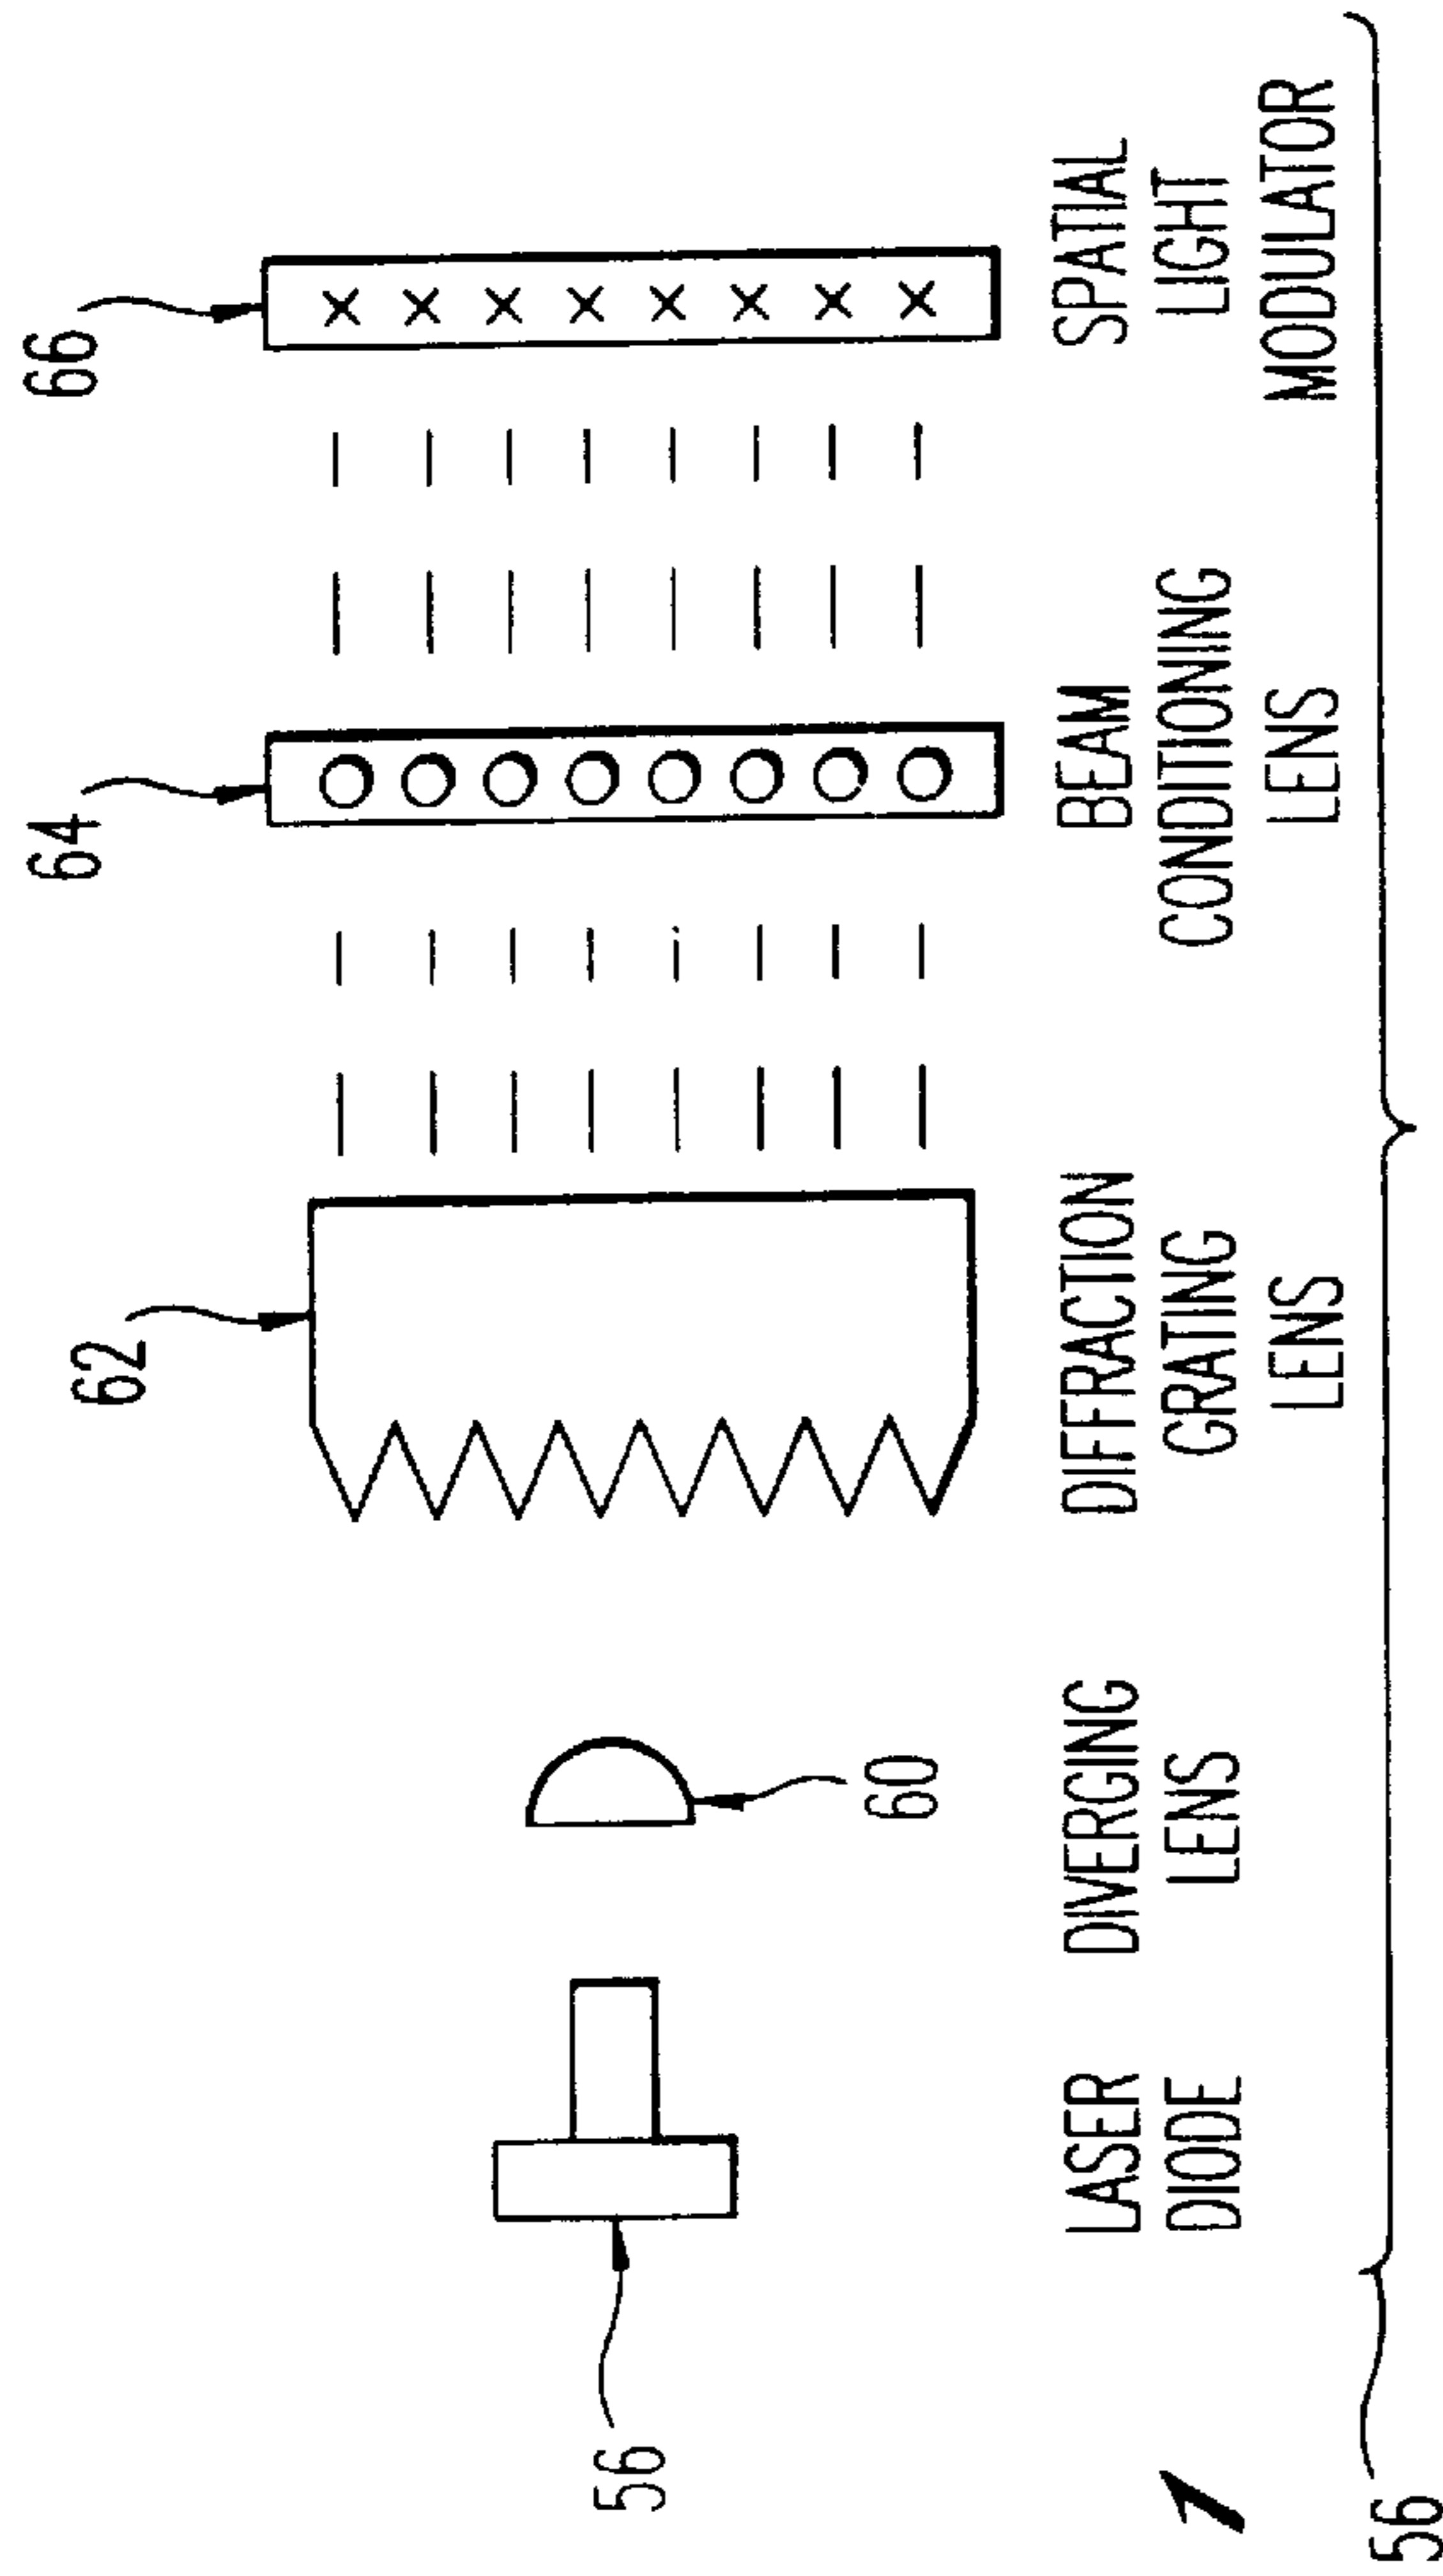 66
64
62
60
56
LASER
DIODE
DIVERGING
LENS
DIFFRACTION
GRATING
LENS
BEAM
CONDITIONING
LENS
SPATIAL
LIGHT
MODULATOR
56